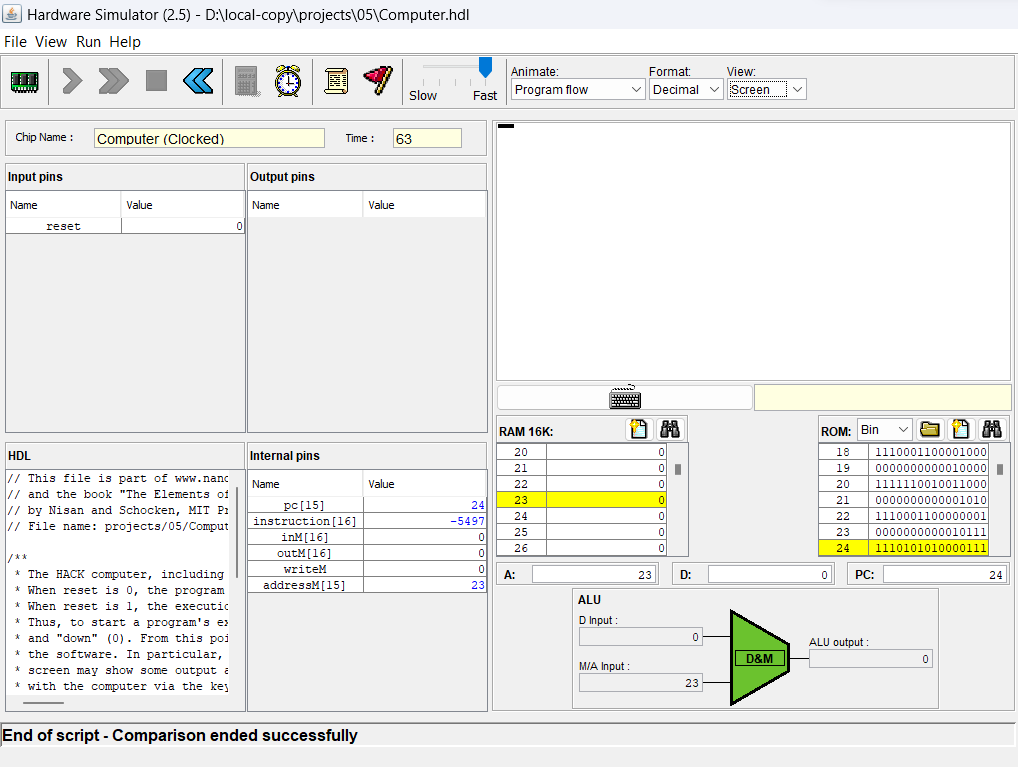 Hardware Simulator (2.5) - D:\local-copy\projects\05\Computer.hdl
File View Run Help
Slow Fast
Animate: Format: View:
Program flow Decimal Screen
Chip Name : Computer (Clocked) Time : 63
Input pins
Name Value
reset 0
Output pins
Name Value
HDL
// This file is part of www.nand
// and the book "The Elements of
// by Nisan and Schocken, MIT Pr
// File name: projects/05/Comput
/**
* The HACK computer, including
* When reset is 0, the program
* When reset is 1, the executio
* Thus, to start a program's ex
* and "down" (0). From this poi
* the software. In particular,
* screen may show some output a
* with the computer via the key
Internal pins
Name Value
pc[15] 24
instruction[16] -5497
inM[16] 0
outM[16] 0
writeM 0
addressM[15] 23
RAM 16K:
20 0
21 0
22 0
23 0
24 0
25 0
26 0
ROM: Bin
18 1110001100001000
19 0000000000010000
20 1111110010011000
21 0000000000001010
22 1110001100000001
23 0000000000010111
24 1110101010000111
A: 23 D: 0 PC: 24
ALU
D Input :
0
M/A Input :
23
D&M
ALU output :
0
End of script - Comparison ended successfully